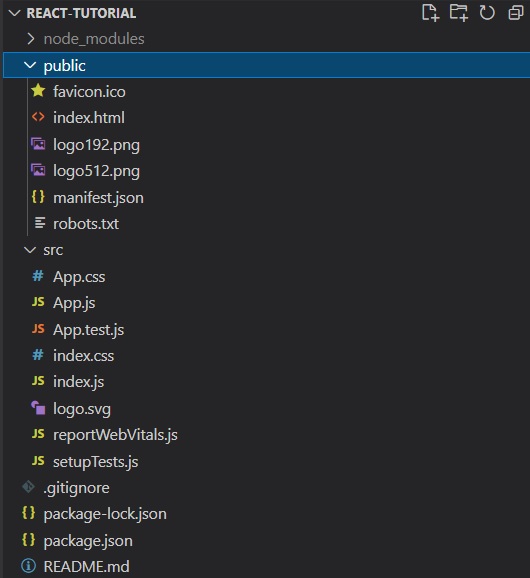 REACT-TUTORIAL
node_modules
public
favicon.ico
index.html
logo192.png
logo512.png
manifest.json
robots.txt
src
App.css
JS App.js
JS App.test.js
index.css
JS index.js
logo.svg
JS reportWebVitals.js
JS setupTests.js
.gitignore
package-lock.json
package.json
README.md